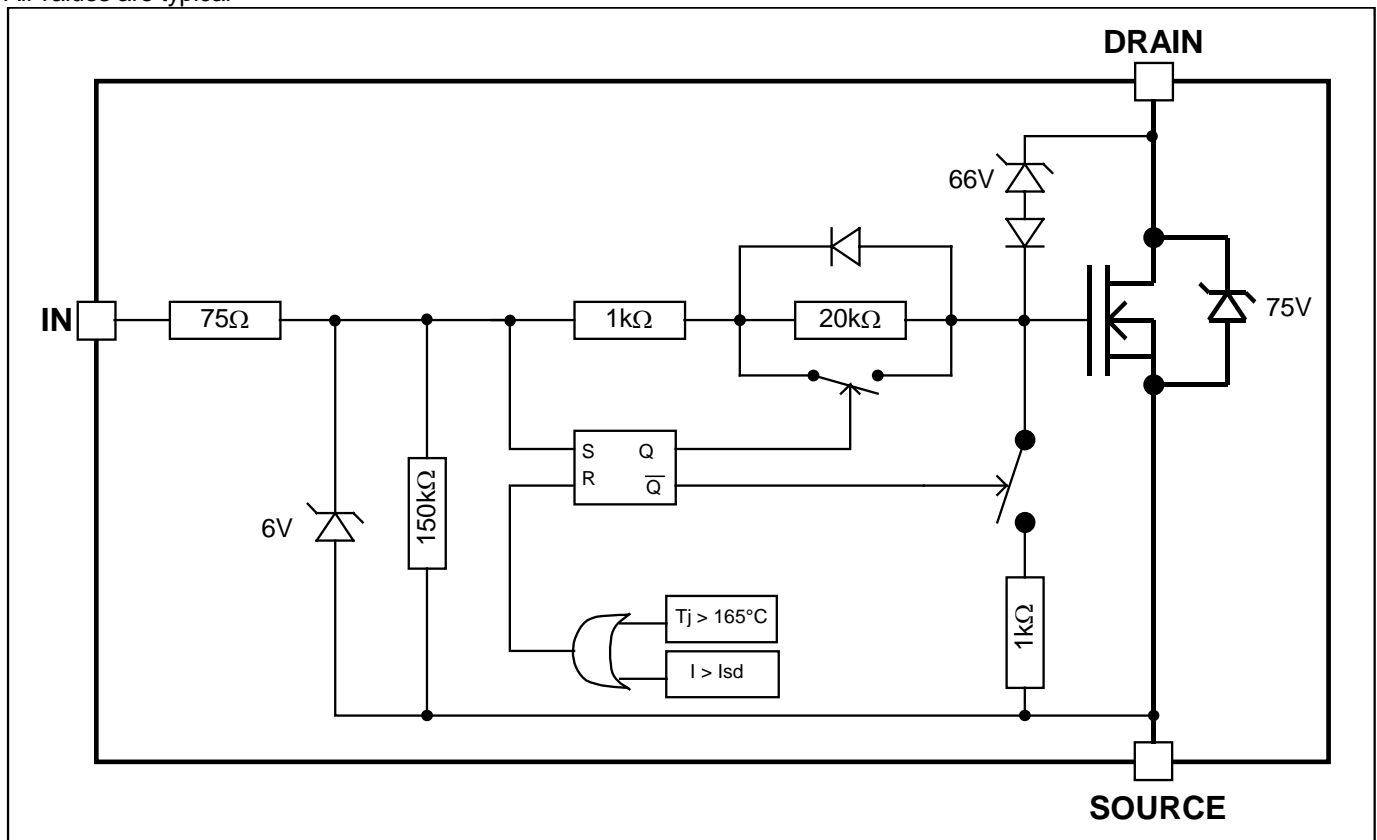 All values are typical
DRAIN
66V
IN
75Ω
1kΩ
20kΩ
75V
S Q
R Q̅
6V
150kΩ
Tj > 165°C
I > Isd
1kΩ
SOURCE